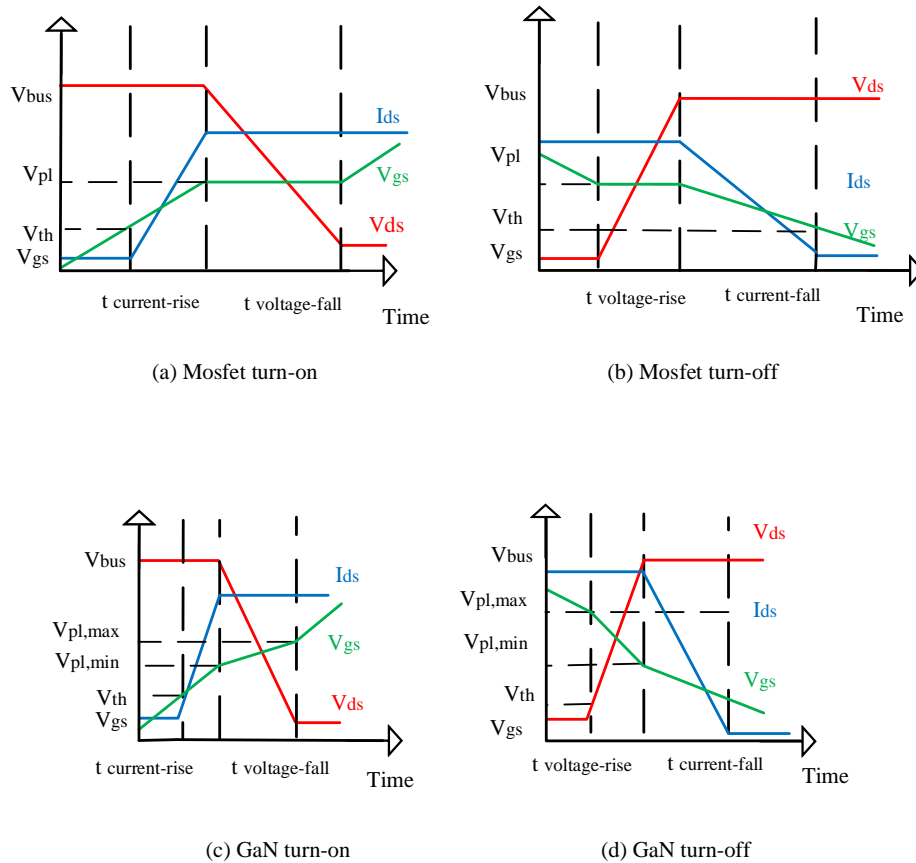 Vbus
Ids
Vpl
Vgs
Vth
Vds
Vgs
t current-rise
t voltage-fall
Time
(a) Mosfet turn-on
Vds
Vbus
Vpl
Ids
Vth
Vgs
Vgs
t voltage-rise
t current-fall
Time
(b) Mosfet turn-off
Vbus
Ids
Vpl,max
Vgs
Vpl,min
Vth
Vds
Vgs
t current-rise
t voltage-fall
Time
(c) GaN turn-on
Vds
Vbus
Vpl,max
Ids
Vpl,min
Vgs
Vth
Vgs
t voltage-rise
t current-fall
Time
(d) GaN turn-off